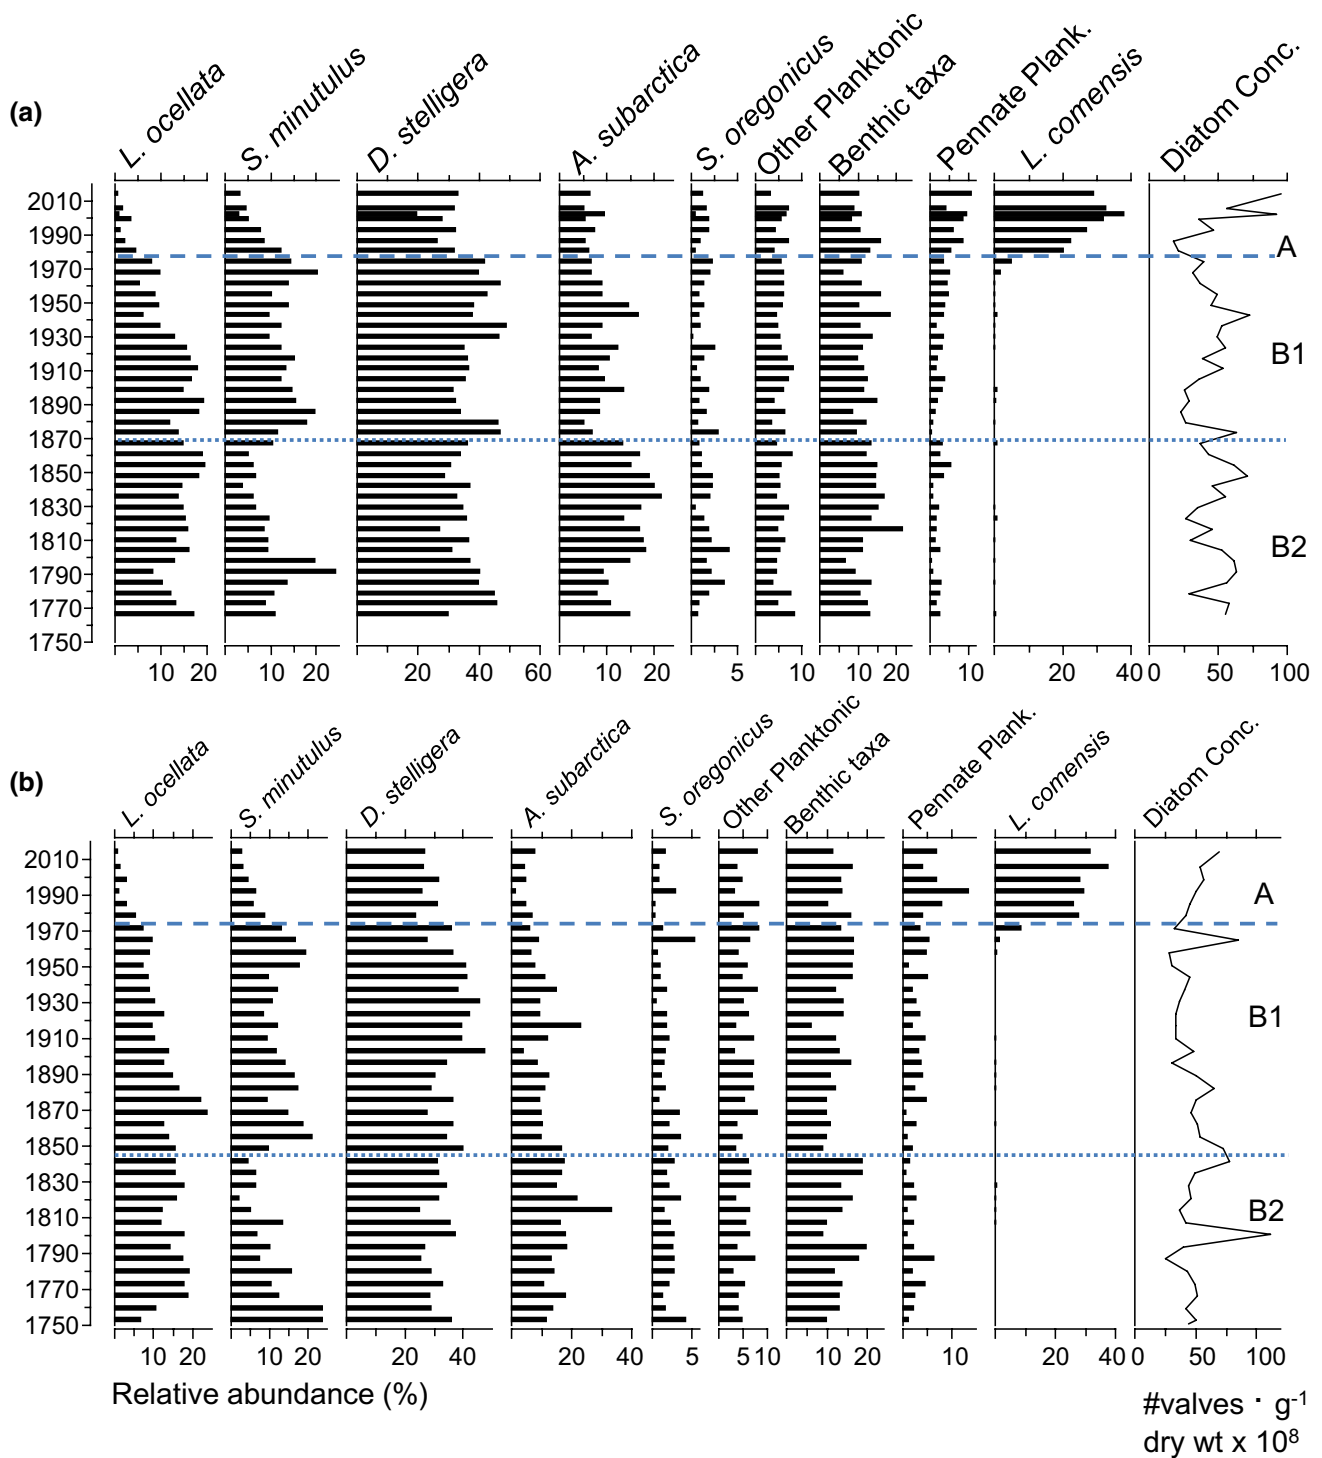 (a)
L. ocellata
S. minutulus
D. stelligera
A. subarctica
S. oregonicus
Other Planktonic
Benthic taxa
Pennate Plank.
L. comensis
Diatom Conc.
2010
1990
1970
1950
1930
1910
1890
1870
1850
1830
1810
1790
1770
1750
A
B1
B2
10 20 10 20 20 40 60 10 20 5 10 10 20 10 20 40 0 50 100
(b)
L. ocellata
S. minutulus
D. stelligera
A. subarctica
S. oregonicus
Other Planktonic
Benthic taxa
Pennate Plank.
L. comensis
Diatom Conc.
2010
1990
1970
1950
1930
1910
1890
1870
1850
1830
1810
1790
1770
1750
A
B1
B2
10 20 10 20 20 40 20 40 5 5 10 10 20 10 20 40 0 50 100
Relative abundance (%)
#valves · g⁻¹
dry wt x 10⁸